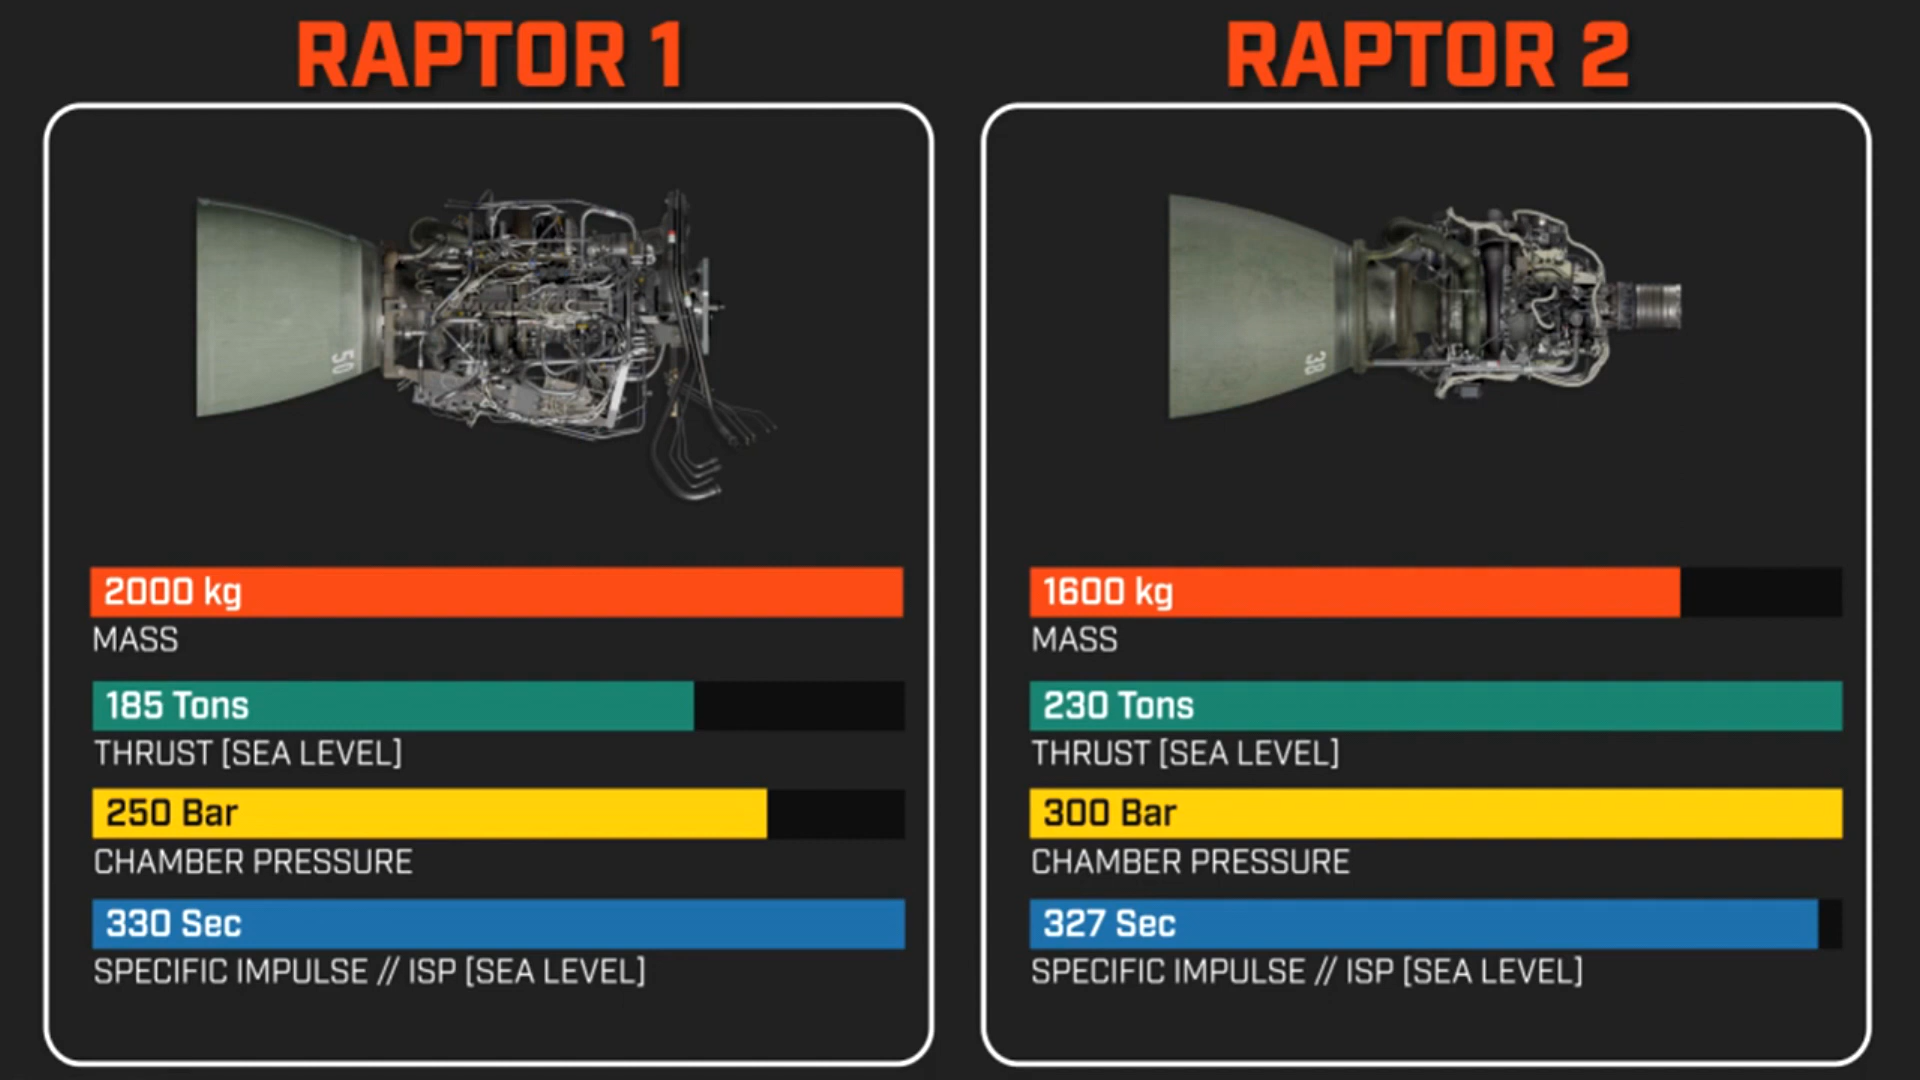 RAPTOR 1
50
2000 kg
MASS
185 Tons
THRUST [SEA LEVEL]
250 Bar
CHAMBER PRESSURE
330 Sec
SPECIFIC IMPULSE // ISP [SEA LEVEL]
RAPTOR 2
38
1600 kg
MASS
230 Tons
THRUST [SEA LEVEL]
300 Bar
CHAMBER PRESSURE
327 Sec
SPECIFIC IMPULSE // ISP [SEA LEVEL]